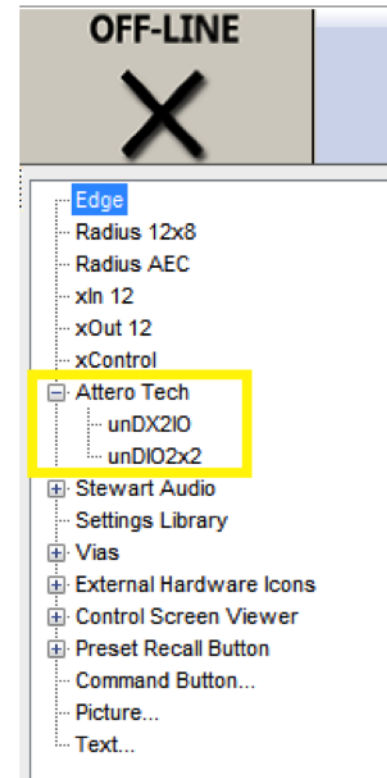 OFF-LINE
Edge
Radius 12x8
Radius AEC
xIn 12
xOut 12
xControl
Attero Tech
unDX2IO
unDIO2x2
Stewart Audio
Settings Library
Vias
External Hardware Icons
Control Screen Viewer
Preset Recall Button
Command Button...
Picture...
Text...